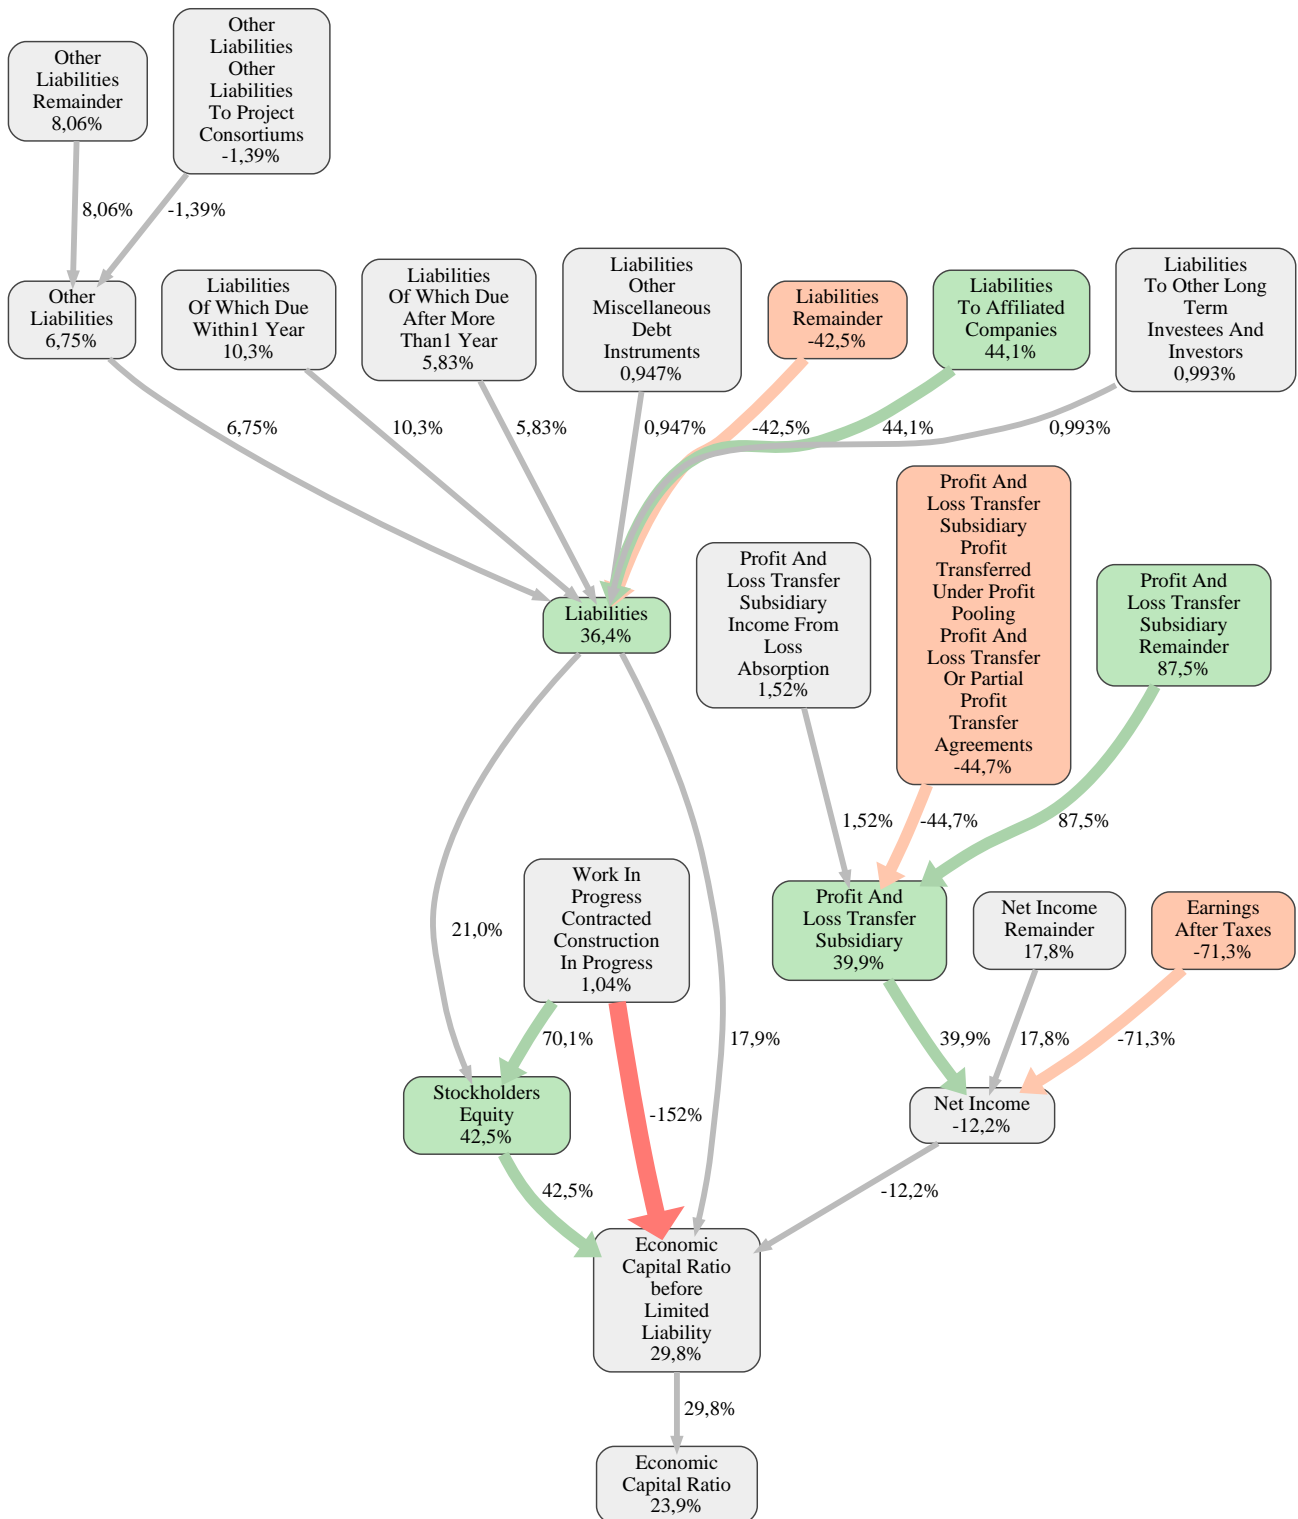 Other
Liabilities
Remainder
8,06%
Other
Liabilities
Other
Liabilities
To Project
Consortiums
-1,39%
8,06%
-1,39%
Other
Liabilities
6,75%
Liabilities
Of Which Due
Within1 Year
10,3%
Liabilities
Of Which Due
After More
Than1 Year
5,83%
Liabilities
Other
Miscellaneous
Debt
Instruments
0,947%
Liabilities
Remainder
-42,5%
Liabilities
To Affiliated
Companies
44,1%
Liabilities
To Other Long
Term
Investees And
Investors
0,993%
6,75%
10,3%
5,83%
0,947%
-42,5%
44,1%
0,993%
Profit And
Loss Transfer
Subsidiary
Income From
Loss
Absorption
1,52%
Profit And
Loss Transfer
Subsidiary
Profit
Transferred
Under Profit
Pooling
Profit And
Loss Transfer
Or Partial
Profit
Transfer
Agreements
-44,7%
Profit And
Loss Transfer
Subsidiary
Remainder
87,5%
Liabilities
36,4%
1,52%
-44,7%
87,5%
Work In
Progress
Contracted
Construction
In Progress
1,04%
Profit And
Loss Transfer
Subsidiary
39,9%
Net Income
Remainder
17,8%
Earnings
After Taxes
-71,3%
21,0%
70,1%
-152%
17,9%
39,9%
17,8%
-71,3%
Stockholders
Equity
42,5%
Net Income
-12,2%
42,5%
-12,2%
Economic
Capital Ratio
before
Limited
Liability
29,8%
29,8%
Economic
Capital Ratio
23,9%